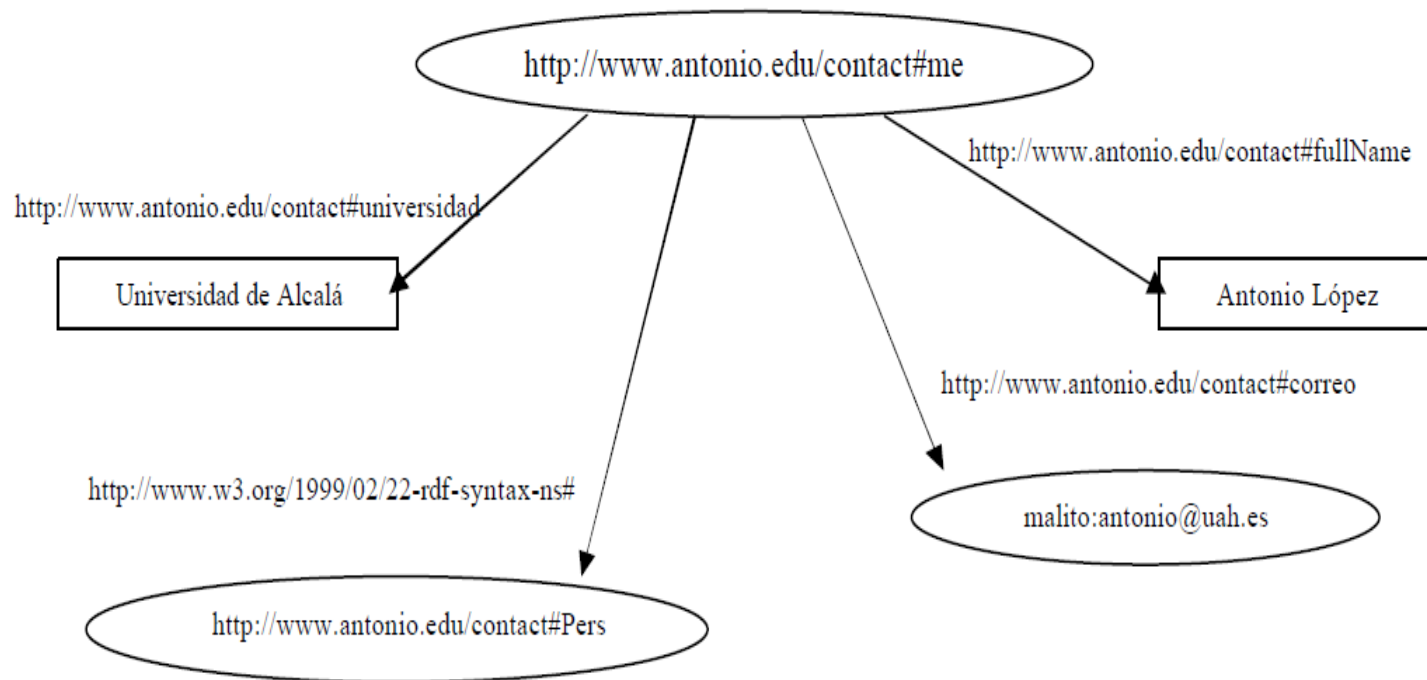 http://www.antonio.edu/contact#me
http://www.antonio.edu/contact#fullName
http://www.antonio.edu/contact#universidad
Universidad de Alcalá
Antonio López
http://www.antonio.edu/contact#correo
http://www.w3.org/1999/02/22-rdf-syntax-ns#
malito:antonio@uah.es
http://www.antonio.edu/contact#Pers